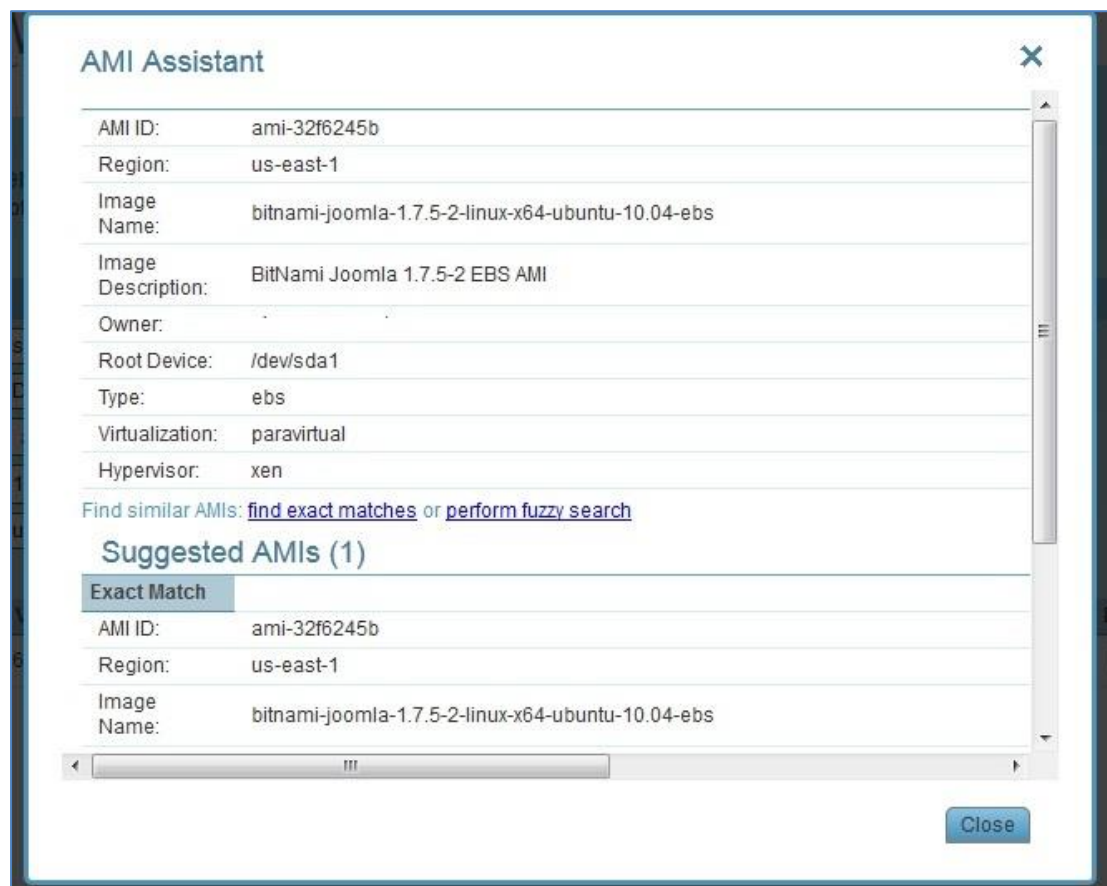 AMI Assistant
AMI ID: ami-32f6245b
Region: us-east-1
Image
Name: bitnami-joomla-1.7.5-2-linux-x64-ubuntu-10.04-ebs
Image
Description: BitNami Joomla 1.7.5-2 EBS AMI
Owner:
Root Device: /dev/sda1
Type: ebs
Virtualization: paravirtual
Hypervisor: xen
Find similar AMIs: find exact matches or perform fuzzy search
Suggested AMIs (1)
Exact Match
AMI ID: ami-32f6245b
Region: us-east-1
Image
Name: bitnami-joomla-1.7.5-2-linux-x64-ubuntu-10.04-ebs
Close